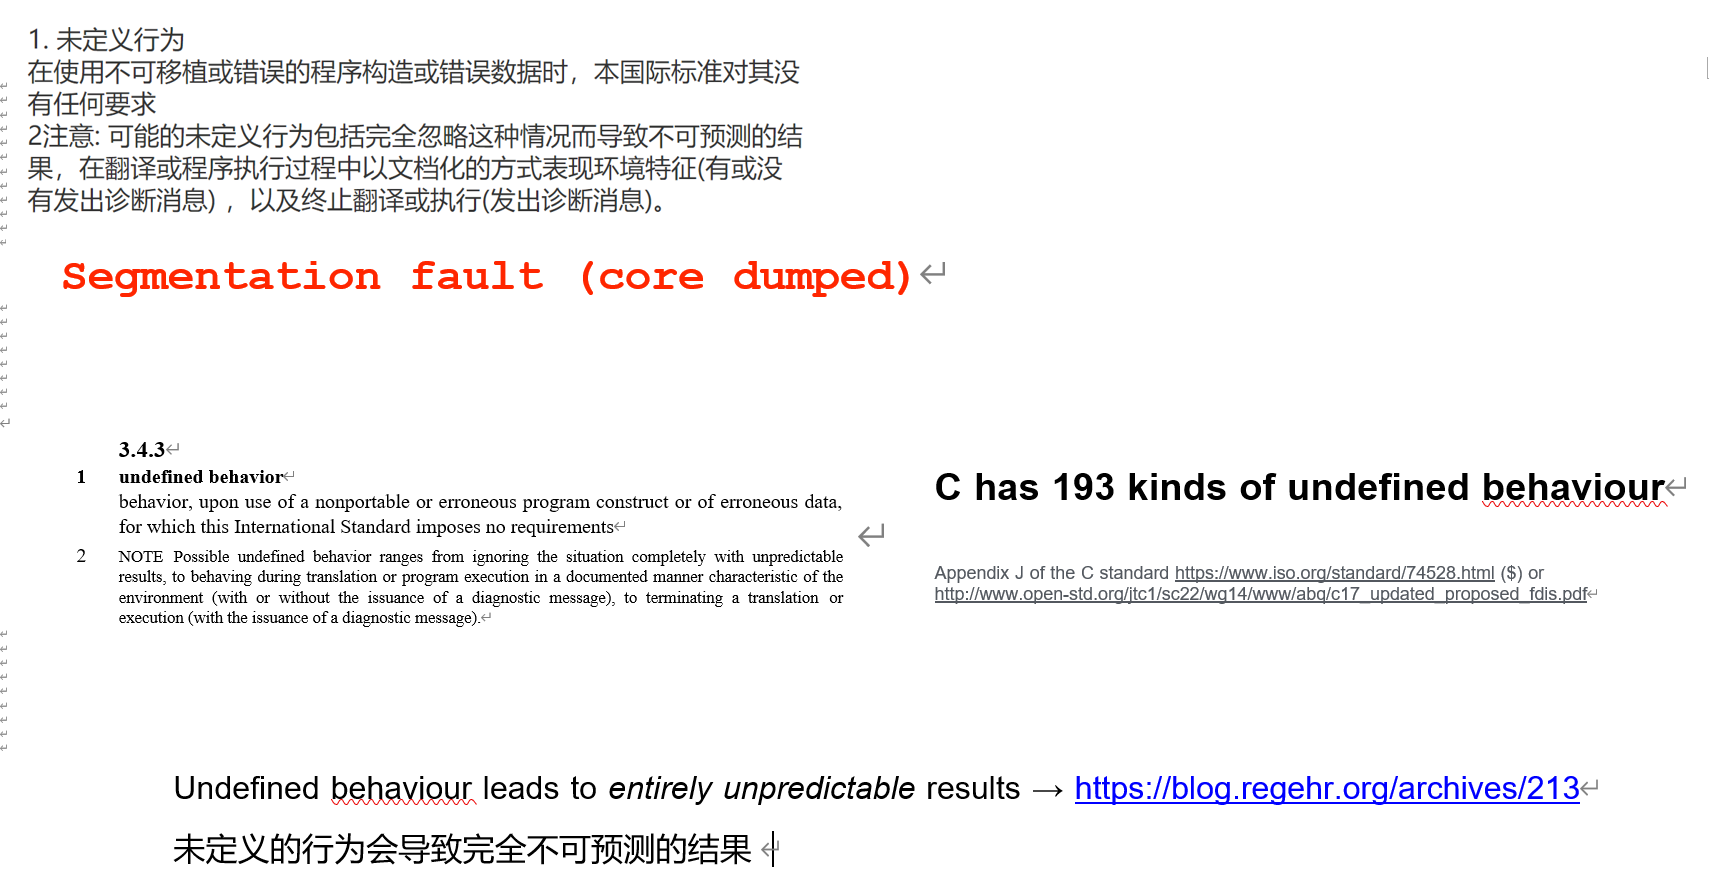 1. 未定义行为
在使用不可移植或错误的程序构造或错误数据时，本国际标准对其没
有任何要求
2注意: 可能的未定义行为包括完全忽略这种情况而导致不可预测的结
果，在翻译或程序执行过程中以文档化的方式表现环境特征(有或没
有发出诊断消息) ，以及终止翻译或执行(发出诊断消息)。
Segmentation fault (core dumped)
3.4.3
1 undefined behavior
behavior, upon use of a nonportable or erroneous program construct or of erroneous data,
for which this International Standard imposes no requirements
2 NOTE Possible undefined behavior ranges from ignoring the situation completely with unpredictable
results, to behaving during translation or program execution in a documented manner characteristic of the
environment (with or without the issuance of a diagnostic message), to terminating a translation or
execution (with the issuance of a diagnostic message).
C has 193 kinds of undefined behaviour
Appendix J of the C standard https://www.iso.org/standard/74528.html ($) or
http://www.open-std.org/jtc1/sc22/wg14/www/abq/c17_updated_proposed_fdis.pdf
Undefined behaviour leads to entirely unpredictable results → https://blog.regehr.org/archives/213
未定义的行为会导致完全不可预测的结果